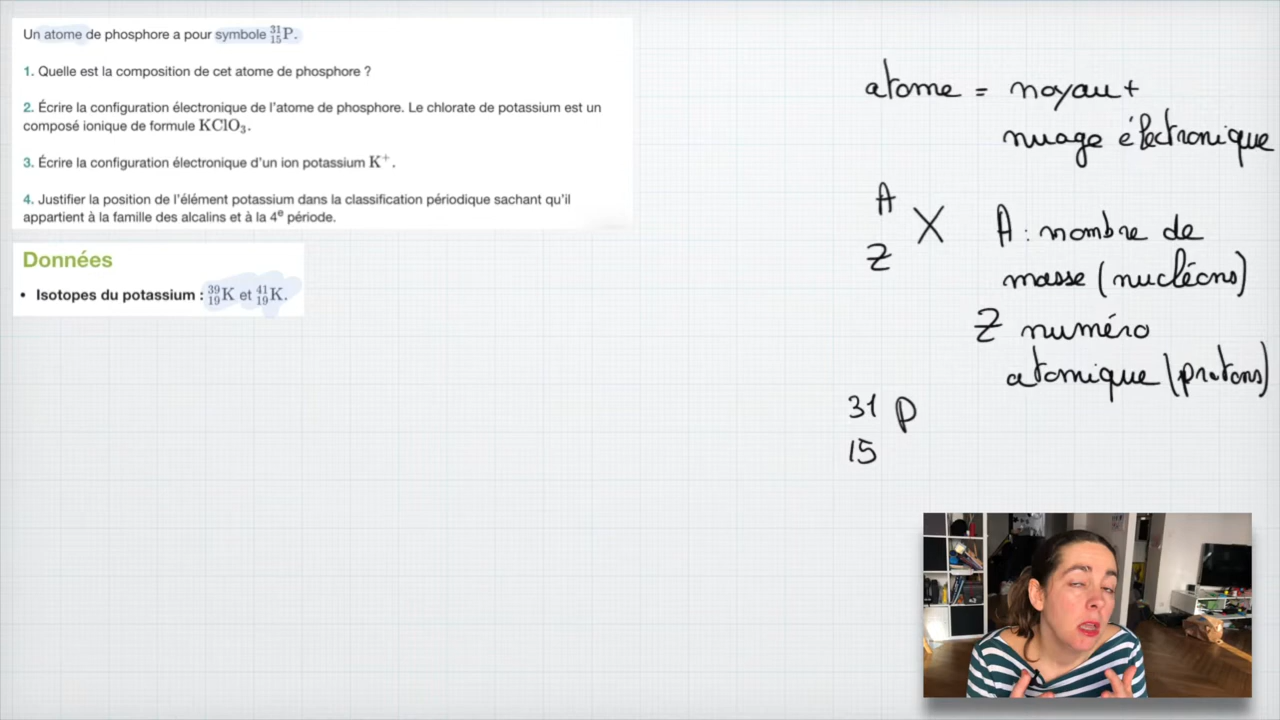 Un atome de phosphore a pour symbole ³¹₁₅P.
1. Quelle est la composition de cet atome de phosphore ?
2. Écrire la configuration électronique de l'atome de phosphore. Le chlorate de potassium est un
composé ionique de formule KClO₃.
3. Écrire la configuration électronique d'un ion potassium K⁺.
4. Justifier la position de l'élément potassium dans la classification périodique sachant qu'il
appartient à la famille des alcalins et à la 4ᵉ période.
Données
• Isotopes du potassium : ³⁹₁₉K et ⁴¹₁₉K.
atome = noyau +
nuage électronique
A
Z X
A : nombre de
masse (nucléons)
Z numéro
atomique (protons)
31 P
15